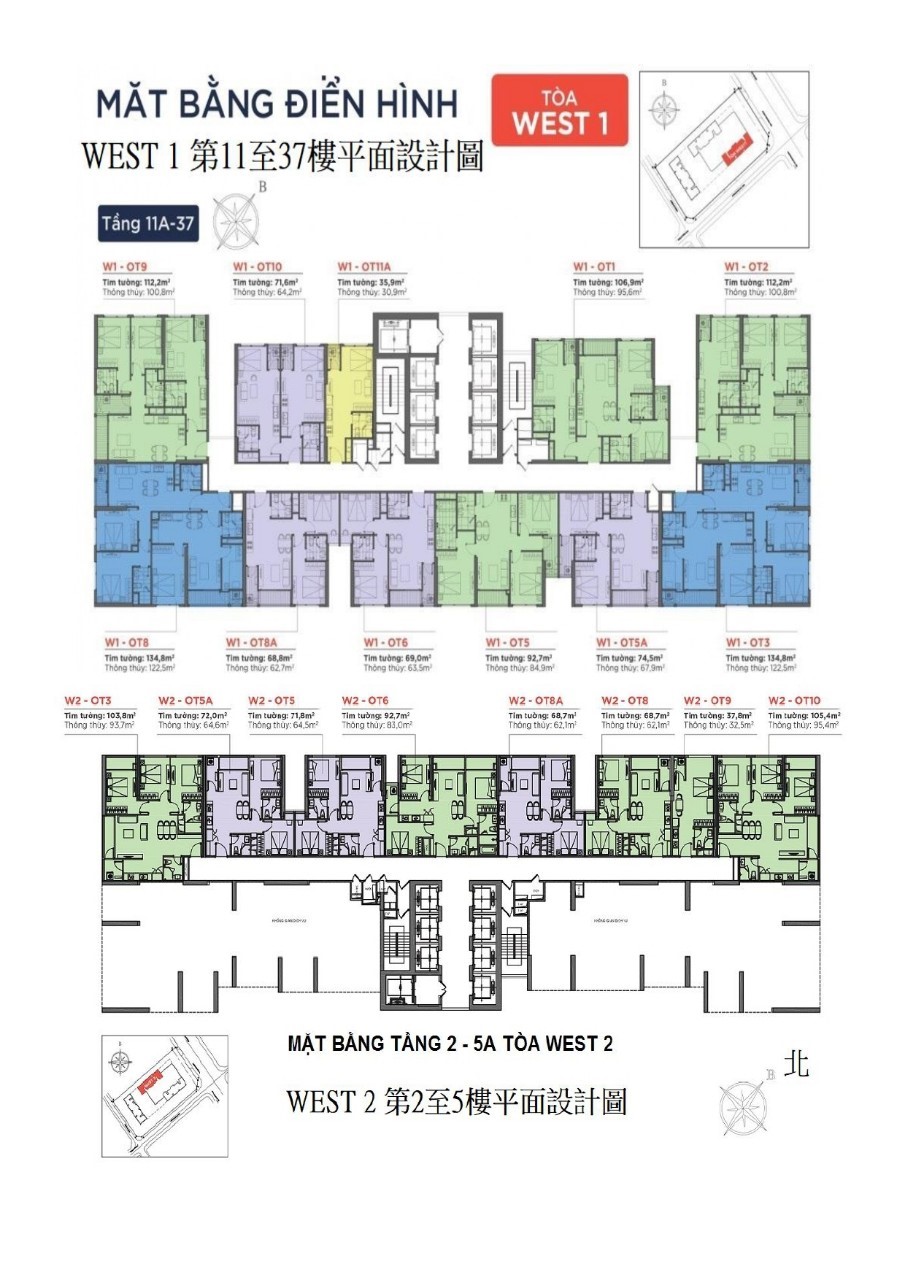 MẶT BẰNG ĐIỂN HÌNH
TÒA
WEST 1
WEST 1 第11至37樓平面設計圖
B
B
Tầng 11A-37
W1 - OT9
Tim tường: 112,2m²
Thông thủy: 100,8m²
W1 - OT10
Tim tường: 71,6m²
Thông thủy: 64,2m²
W1 - OT11A
Tim tường: 35,9m²
Thông thủy: 30,9m²
W1 - OT1
Tim tường: 106,9m²
Thông thủy: 95,6m²
W1 - OT2
Tim tường: 112,2m²
Thông thủy: 100,8m²
W1 - OT8
Tim tường: 134,8m²
Thông thủy: 122,5m²
W1 - OT8A
Tim tường: 68,8m²
Thông thủy: 62,7m²
W1 - OT6
Tim tường: 69,0m²
Thông thủy: 63,5m²
W1 - OT5
Tim tường: 92,7m²
Thông thủy: 84,9m²
W1 - OT5A
Tim tường: 74,5m²
Thông thủy: 67,9m²
W1 - OT3
Tim tường: 134,8m²
Thông thủy: 122,5m²
W2 - OT3
Tim tường: 103,8m²
Thông thủy: 93,7m²
W2 - OT5A
Tim tường: 72,0m²
Thông thủy: 64,6m²
W2 - OT5
Tim tường: 71,8m²
Thông thủy: 64,5m²
W2 - OT6
Tim tường: 92,7m²
Thông thủy: 83,0m²
W2 - OT8A
Tim tường: 68,7m²
Thông thủy: 62,1m²
W2 - OT8
Tim tường: 68,7m²
Thông thủy: 62,1m²
W2 - OT9
Tim tường: 37,8m²
Thông thủy: 32,5m²
W2 - OT10
Tim tường: 105,4m²
Thông thủy: 95,4m²
MẶT BẰNG TẦNG 2 - 5A TÒA WEST 2
WEST 2 第2至5樓平面設計圖
B
北